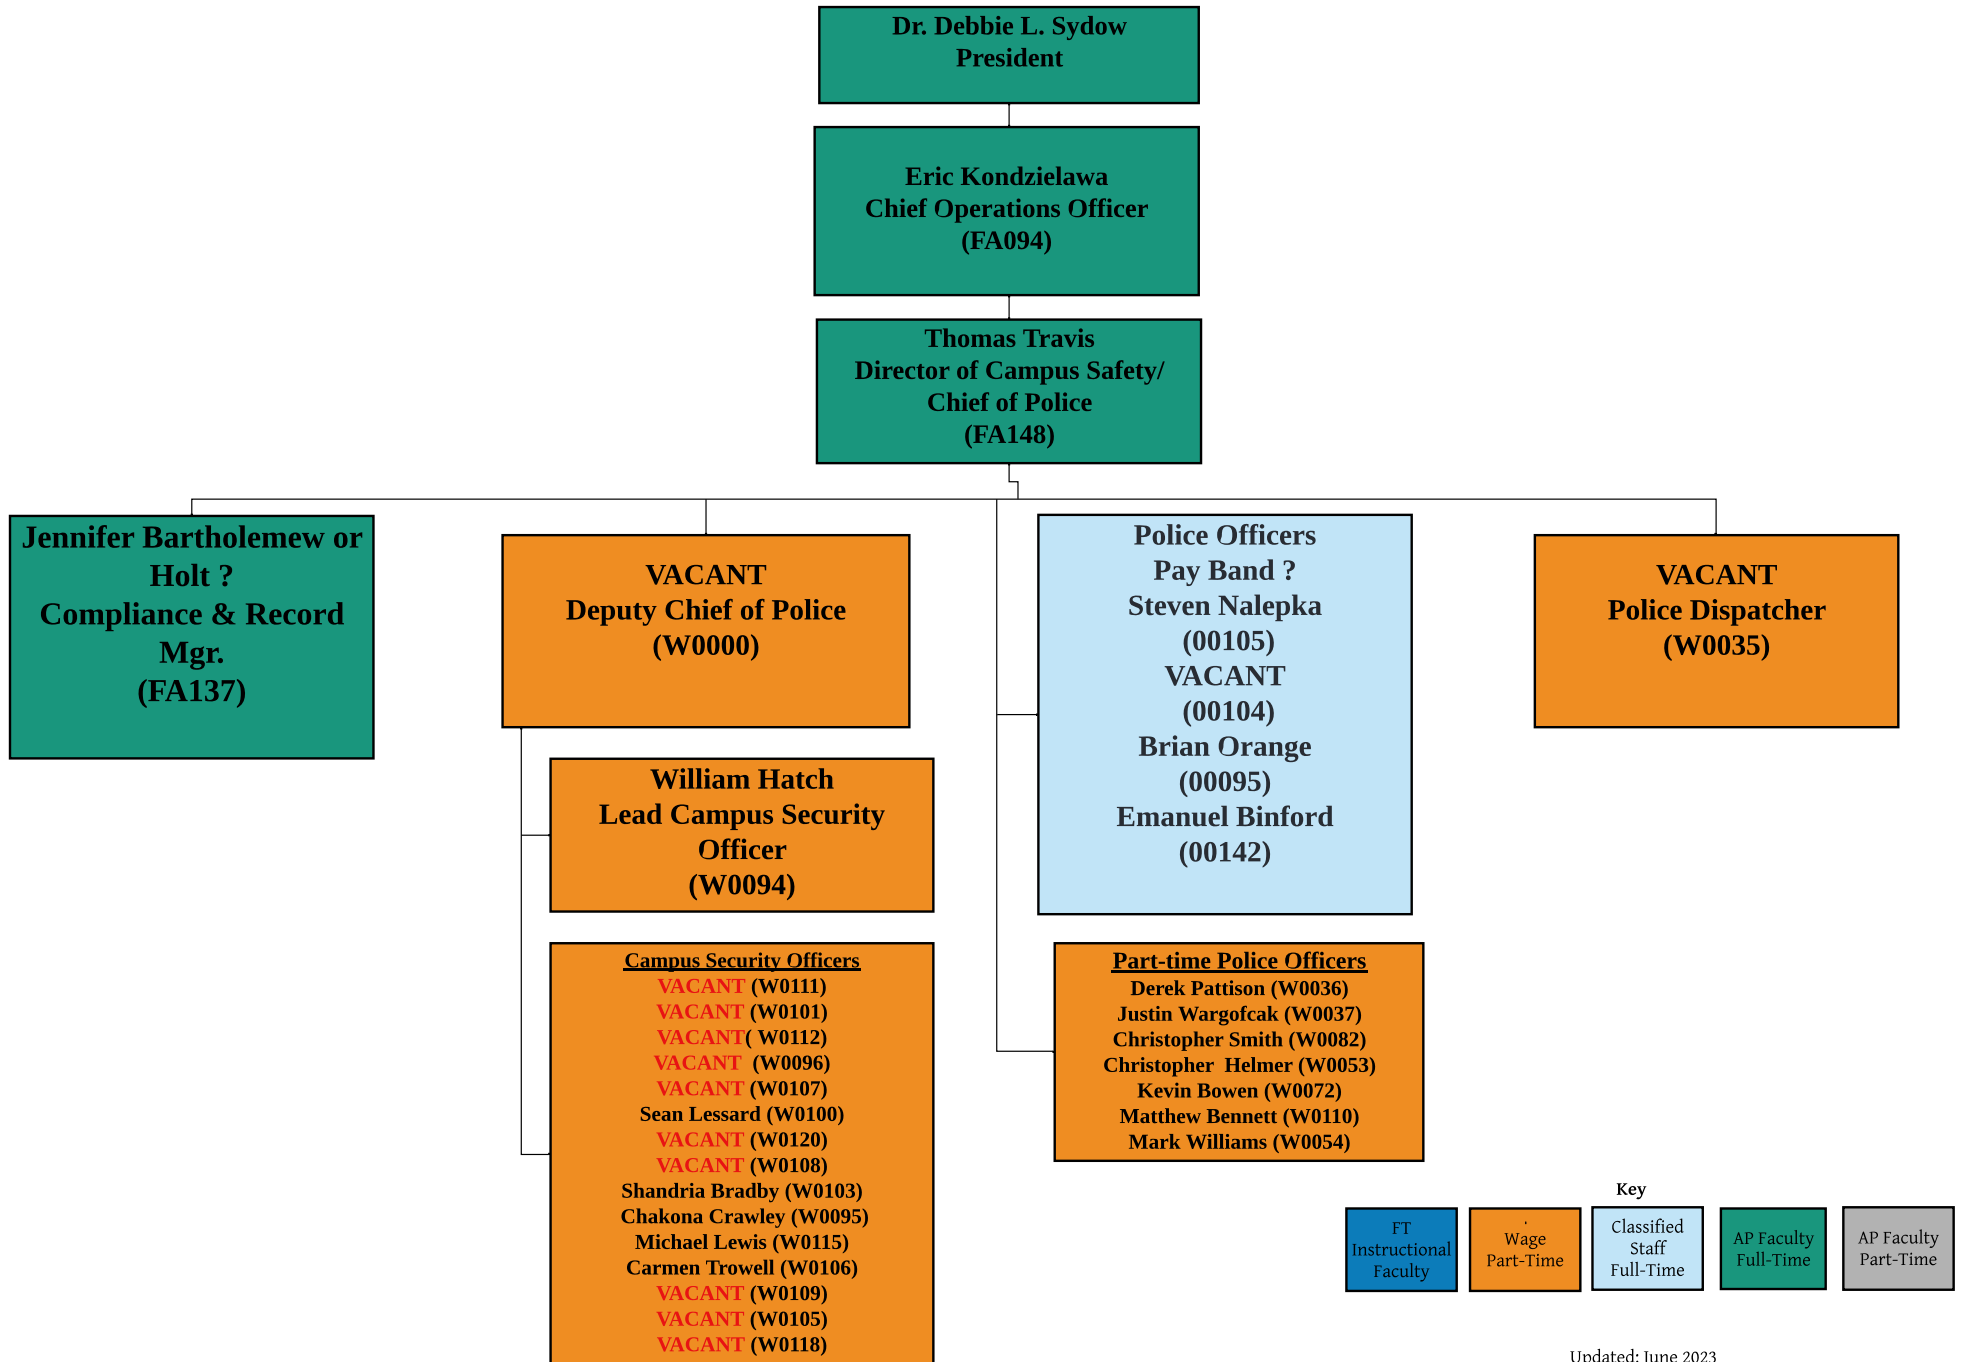 Dr. Debbie L. Sydow
President
Eric Kondzielawa
Chief Operations Officer
(FA094)
Thomas Travis
Director of Campus Safety/
Chief of Police
(FA148)
Jennifer Bartholemew or
Holt ?
Compliance & Record
Mgr.
(FA137)
VACANT
Deputy Chief of Police
(W0000)
William Hatch
Lead Campus Security
Officer
(W0094)
Campus Security Officers
VACANT (W0111)
VACANT (W0101)
VACANT( W0112)
VACANT  (W0096)
VACANT (W0107)
Sean Lessard (W0100)
VACANT (W0120)
VACANT (W0108)
Shandria Bradby (W0103)
Chakona Crawley (W0095)
Michael Lewis (W0115)
Carmen Trowell (W0106)
VACANT (W0109)
VACANT (W0105)
VACANT (W0118)
Police Officers
Pay Band ?
Steven Nalepka
(00105)
VACANT
(00104)
Brian Orange
(00095)
Emanuel Binford
(00142)
Part-time Police Officers
Derek Pattison (W0036)
Justin Wargofcak (W0037)
Christopher Smith (W0082)
Christopher  Helmer (W0053)
Kevin Bowen (W0072)
Matthew Bennett (W0110)
Mark Williams (W0054)
VACANT
Police Dispatcher
(W0035)
Key
FT
Instructional
Faculty
Wage
Part-Time
Classified
Staff
Full-Time
AP Faculty
Full-Time
AP Faculty
Part-Time
Updated: June 2023